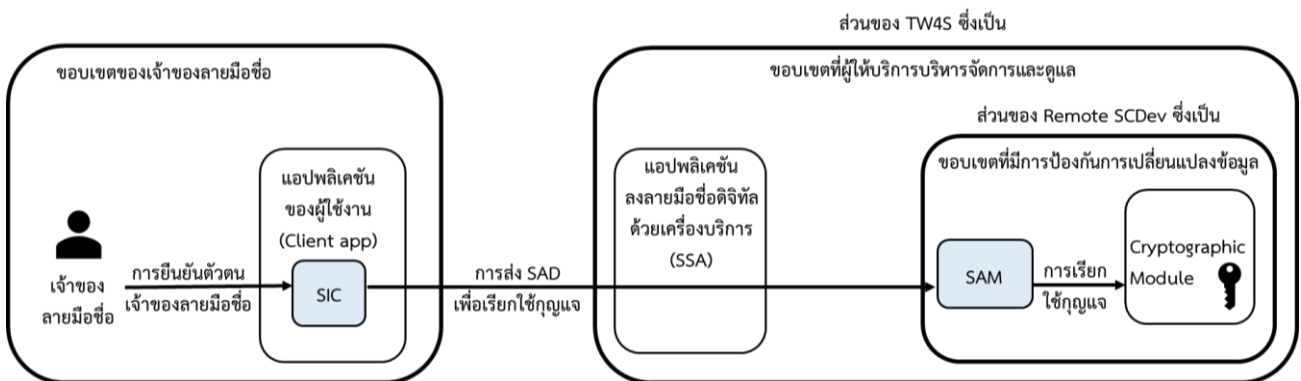 ส่วนของ TW4S ซึ่งเป็น
ขอบเขตของเจ้าของลายมือชื่อ
ขอบเขตที่ผู้ให้บริการบริหารจัดการและดูแล
ส่วนของ Remote SCDev ซึ่งเป็น
ขอบเขตที่มีการป้องกันการเปลี่ยนแปลงข้อมูล
แอปพลิเคชัน
ของผู้ใช้งาน
(Client app)
แอปพลิเคชัน
ลงลายมือชื่อดิจิทัล
ด้วยเครื่องบริการ
(SSA)
เจ้าของ
ลายมือชื่อ
การยืนยันตัวตน
เจ้าของลายมือชื่อ
SIC
การส่ง SAD
เพื่อเรียกใช้กุญแจ
SAM
การเรียก
ใช้กุญแจ
Cryptographic
Module